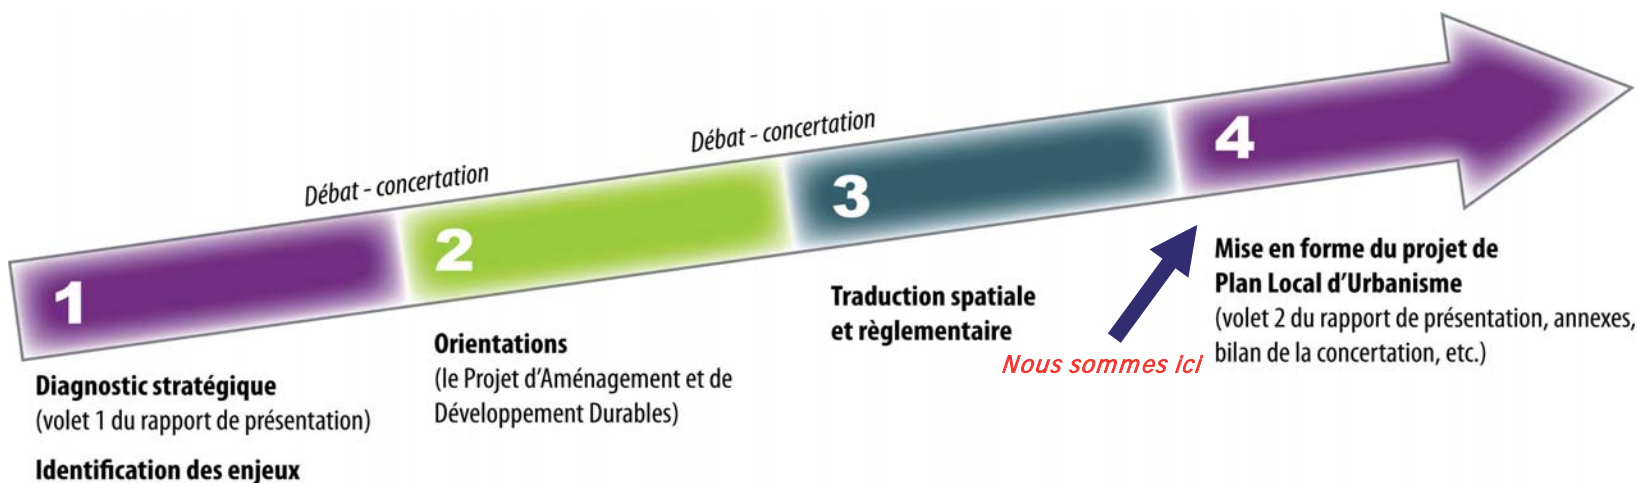 1
Diagnostic stratégique
(volet 1 du rapport de présentation)
Identification des enjeux
Débat - concertation
2
Orientations
(le Projet d'Aménagement et de
Développement Durables)
Débat - concertation
3
Traduction spatiale
et règlementaire
Nous sommes ici
4
Mise en forme du projet de
Plan Local d'Urbanisme
(volet 2 du rapport de présentation, annexes,
bilan de la concertation, etc.)